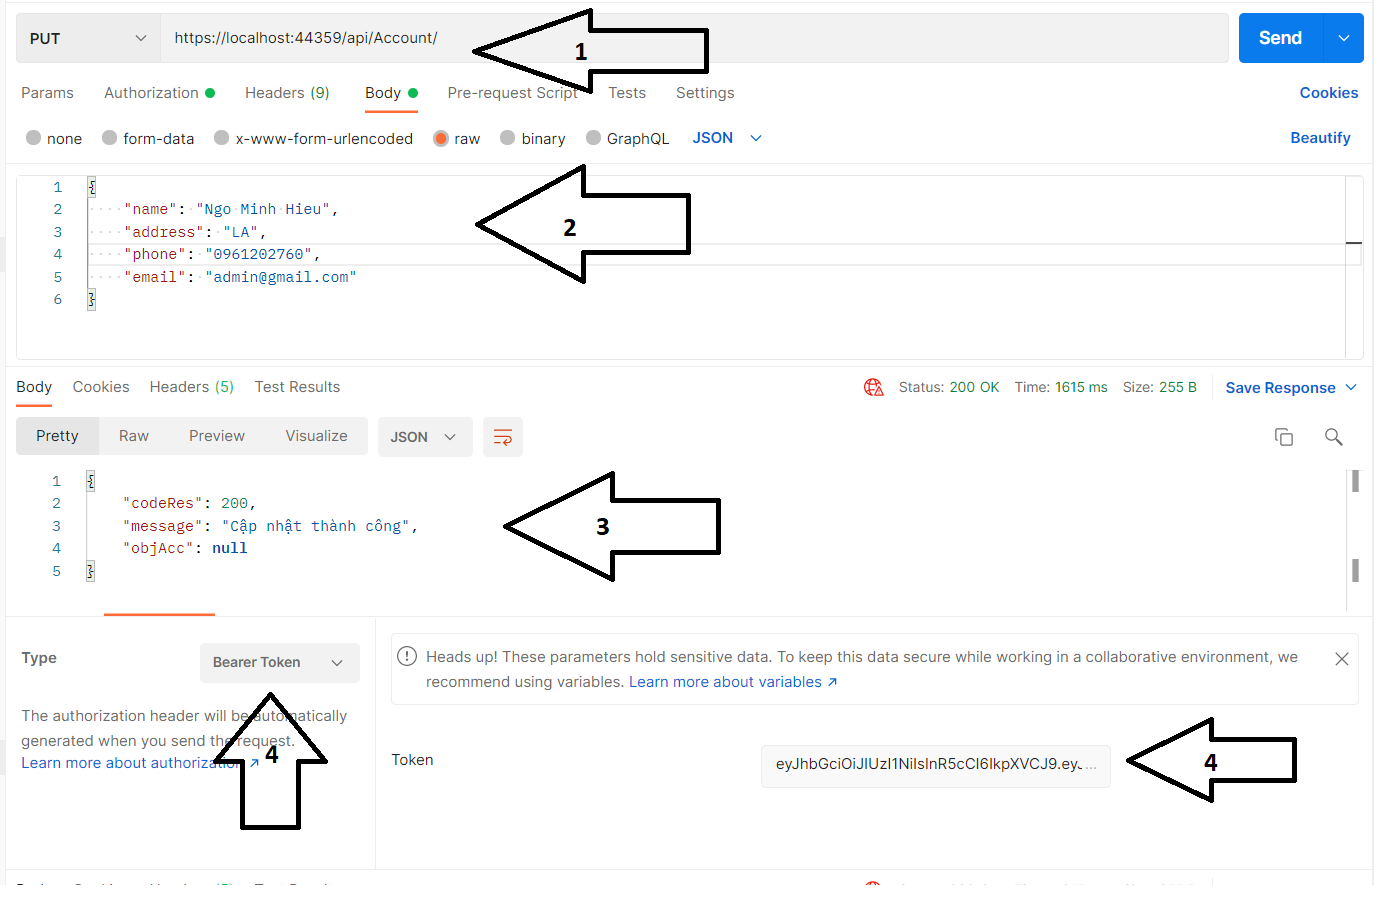 PUT https://localhost:44359/api/Account/ 1 Send
Params Authorization Headers (9) Body Pre-request Script Tests Settings Cookies
none form-data x-www-form-urlencoded raw binary GraphQL JSON Beautify
1 {
2 "name": "Ngo Minh Hieu",
3 "address": "LA",
4 "phone": "0961202760",
5 "email": "admin@gmail.com"
6 }
2
Body Cookies Headers (5) Test Results Status: 200 OK Time: 1615 ms Size: 255 B Save Response
Pretty Raw Preview Visualize JSON
1 {
2 "codeRes": 200,
3 "message": "Cập nhật thành công",
4 "objAcc": null
5 }
3
Type Bearer Token
The authorization header will be automatically
generated when you send the request.
Learn more about authorization ↗
4
Heads up! These parameters hold sensitive data. To keep this data secure while working in a collaborative environment, we
recommend using variables. Learn more about variables ↗
Token eyJhbGciOiJIUzI1NiIsInR5cCI6IkpXVCJ9.eyJ...
4